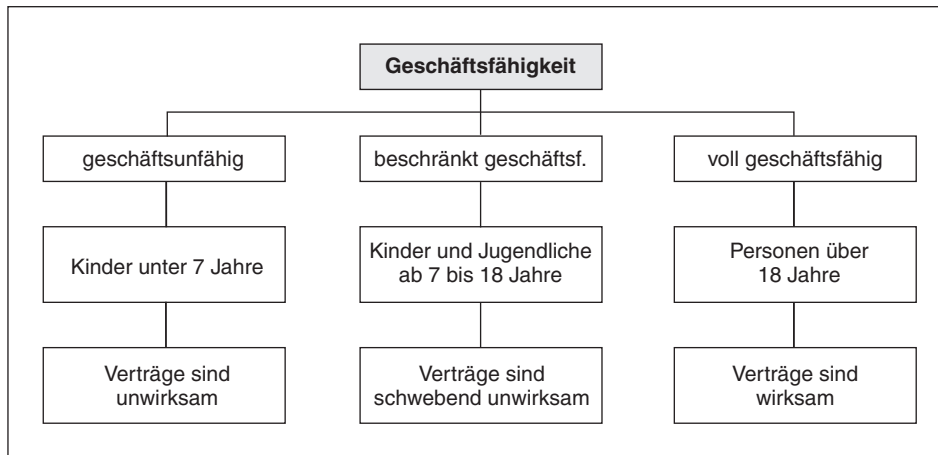 Geschäftsfähigkeit
geschäftsunfähig
beschränkt geschäftsf.
voll geschäftsfähig
Kinder unter 7 Jahre
Kinder und Jugendliche
ab 7 bis 18 Jahre
Personen über
18 Jahre
Verträge sind
unwirksam
Verträge sind
schwebend unwirksam
Verträge sind
wirksam